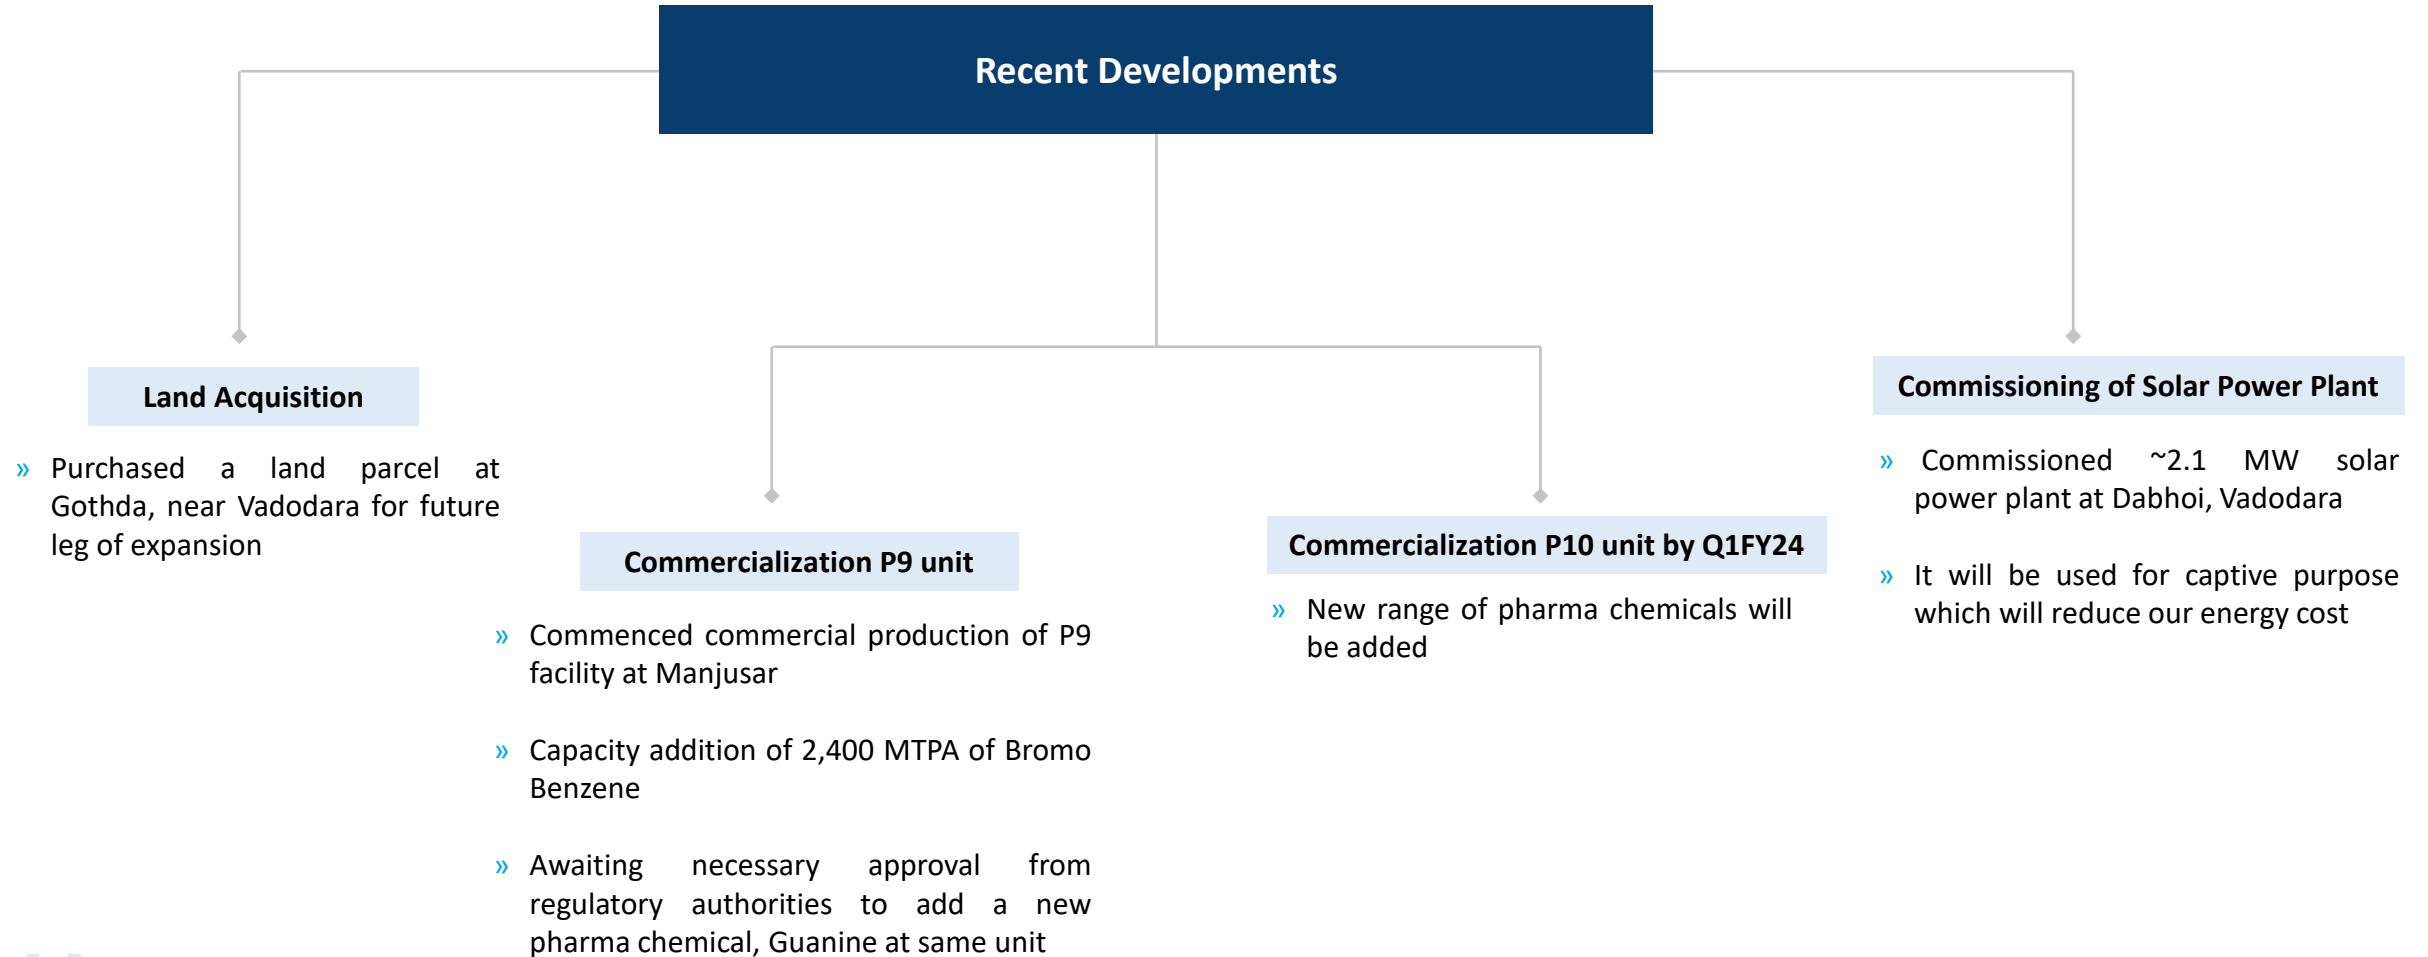 Recent Developments
Land Acquisition
» Purchased a land parcel at
Gothda, near Vadodara for future
leg of expansion
Commercialization P9 unit
» Commenced commercial production of P9
facility at Manjusar
» Capacity addition of 2,400 MTPA of Bromo
Benzene
» Awaiting necessary approval from
regulatory authorities to add a new
pharma chemical, Guanine at same unit
Commercialization P10 unit by Q1FY24
» New range of pharma chemicals will
be added
Commissioning of Solar Power Plant
» Commissioned ~2.1 MW solar
power plant at Dabhoi, Vadodara
» It will be used for captive purpose
which will reduce our energy cost